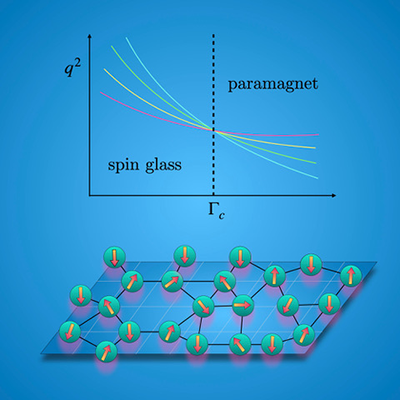 q²
paramagnet
spin glass
Γc